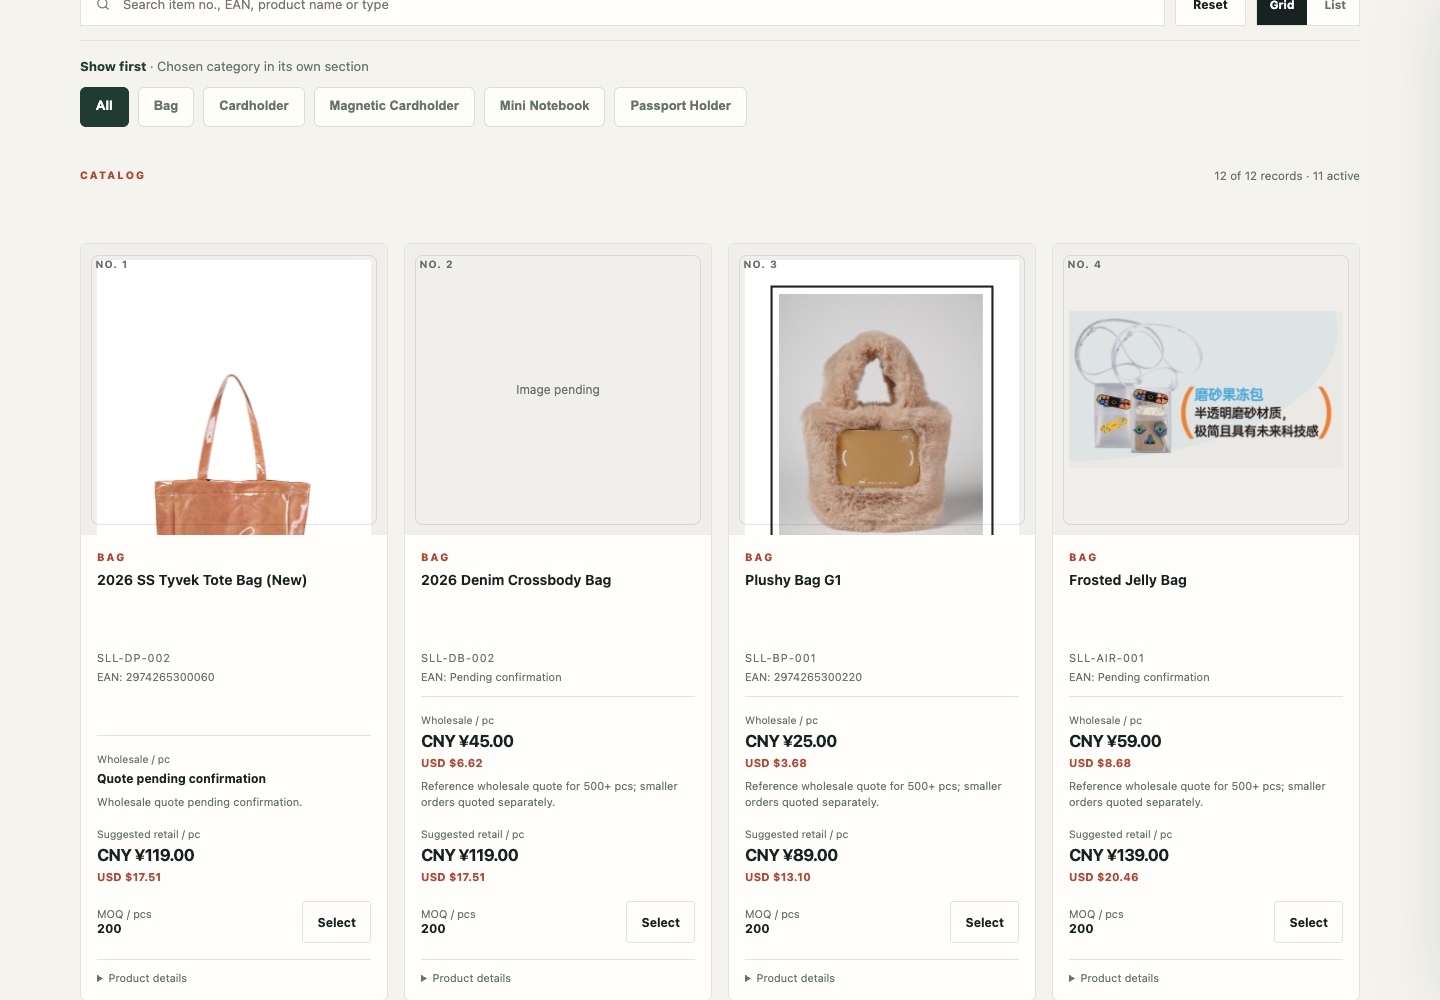 Search item no., EAN, product name or type
Reset
Grid
List
Show first · Chosen category in its own section
All
Bag
Cardholder
Magnetic Cardholder
Mini Notebook
Passport Holder
CATALOG
12 of 12 records · 11 active
NO. 1
BAG
2026 SS Tyvek Tote Bag (New)
SLL-DP-002
EAN: 2974265300060
Wholesale / pc
Quote pending confirmation
Wholesale quote pending confirmation.
Suggested retail / pc
CNY ¥119.00
USD $17.51
MOQ / pcs
200
Select
▶ Product details
NO. 2
Image pending
BAG
2026 Denim Crossbody Bag
SLL-DB-002
EAN: Pending confirmation
Wholesale / pc
CNY ¥45.00
USD $6.62
Reference wholesale quote for 500+ pcs; smaller
orders quoted separately.
Suggested retail / pc
CNY ¥119.00
USD $17.51
MOQ / pcs
200
Select
▶ Product details
NO. 3
BAG
Plushy Bag G1
SLL-BP-001
EAN: 2974265300220
Wholesale / pc
CNY ¥25.00
USD $3.68
Reference wholesale quote for 500+ pcs; smaller
orders quoted separately.
Suggested retail / pc
CNY ¥89.00
USD $13.10
MOQ / pcs
200
Select
▶ Product details
NO. 4
磨砂果冻包
半透明磨砂材质，
极简且具有未来科技感
BAG
Frosted Jelly Bag
SLL-AIR-001
EAN: Pending confirmation
Wholesale / pc
CNY ¥59.00
USD $8.68
Reference wholesale quote for 500+ pcs; smaller
orders quoted separately.
Suggested retail / pc
CNY ¥139.00
USD $20.46
MOQ / pcs
200
Select
▶ Product details